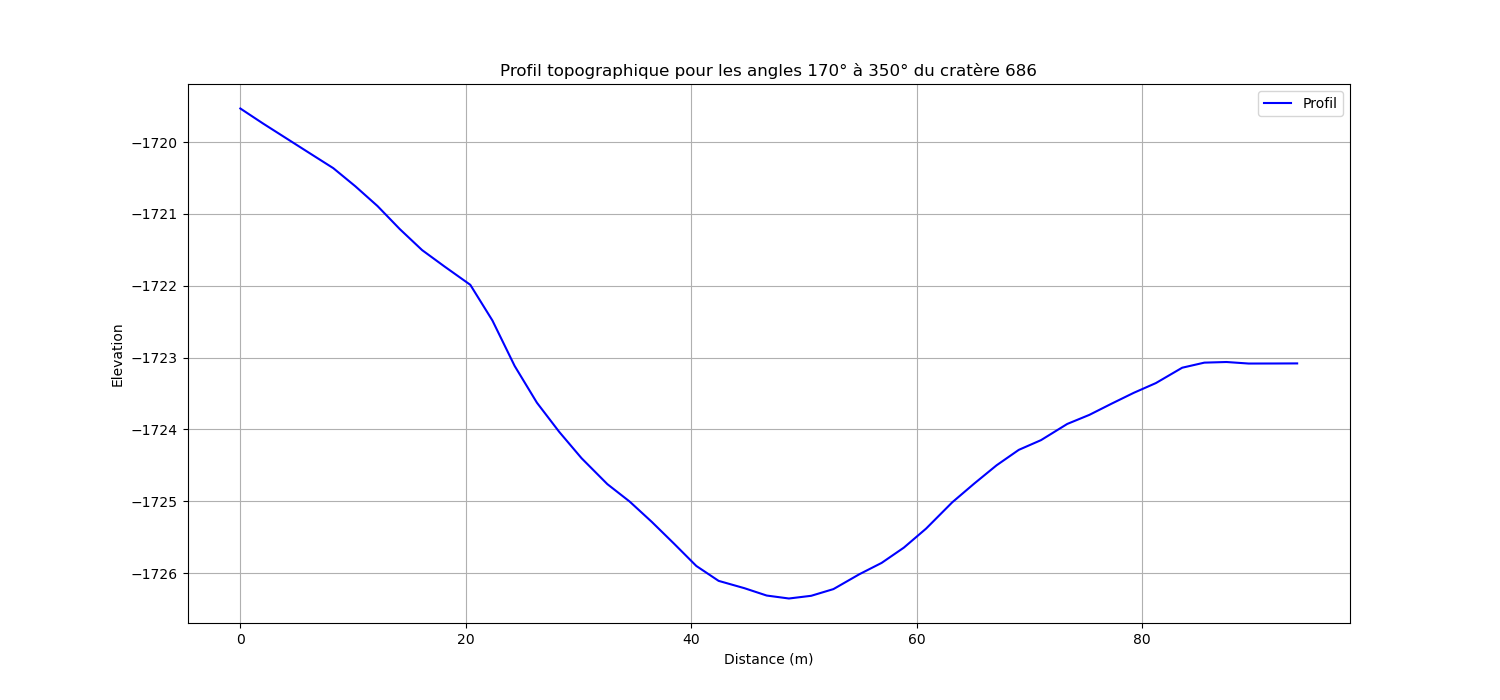 Profil topographique pour les angles 170° à 350° du cratère 686
Profil
−1720
−1721
−1722
−1723
−1724
−1725
−1726
Elevation
0 20 40 60 80
Distance (m)